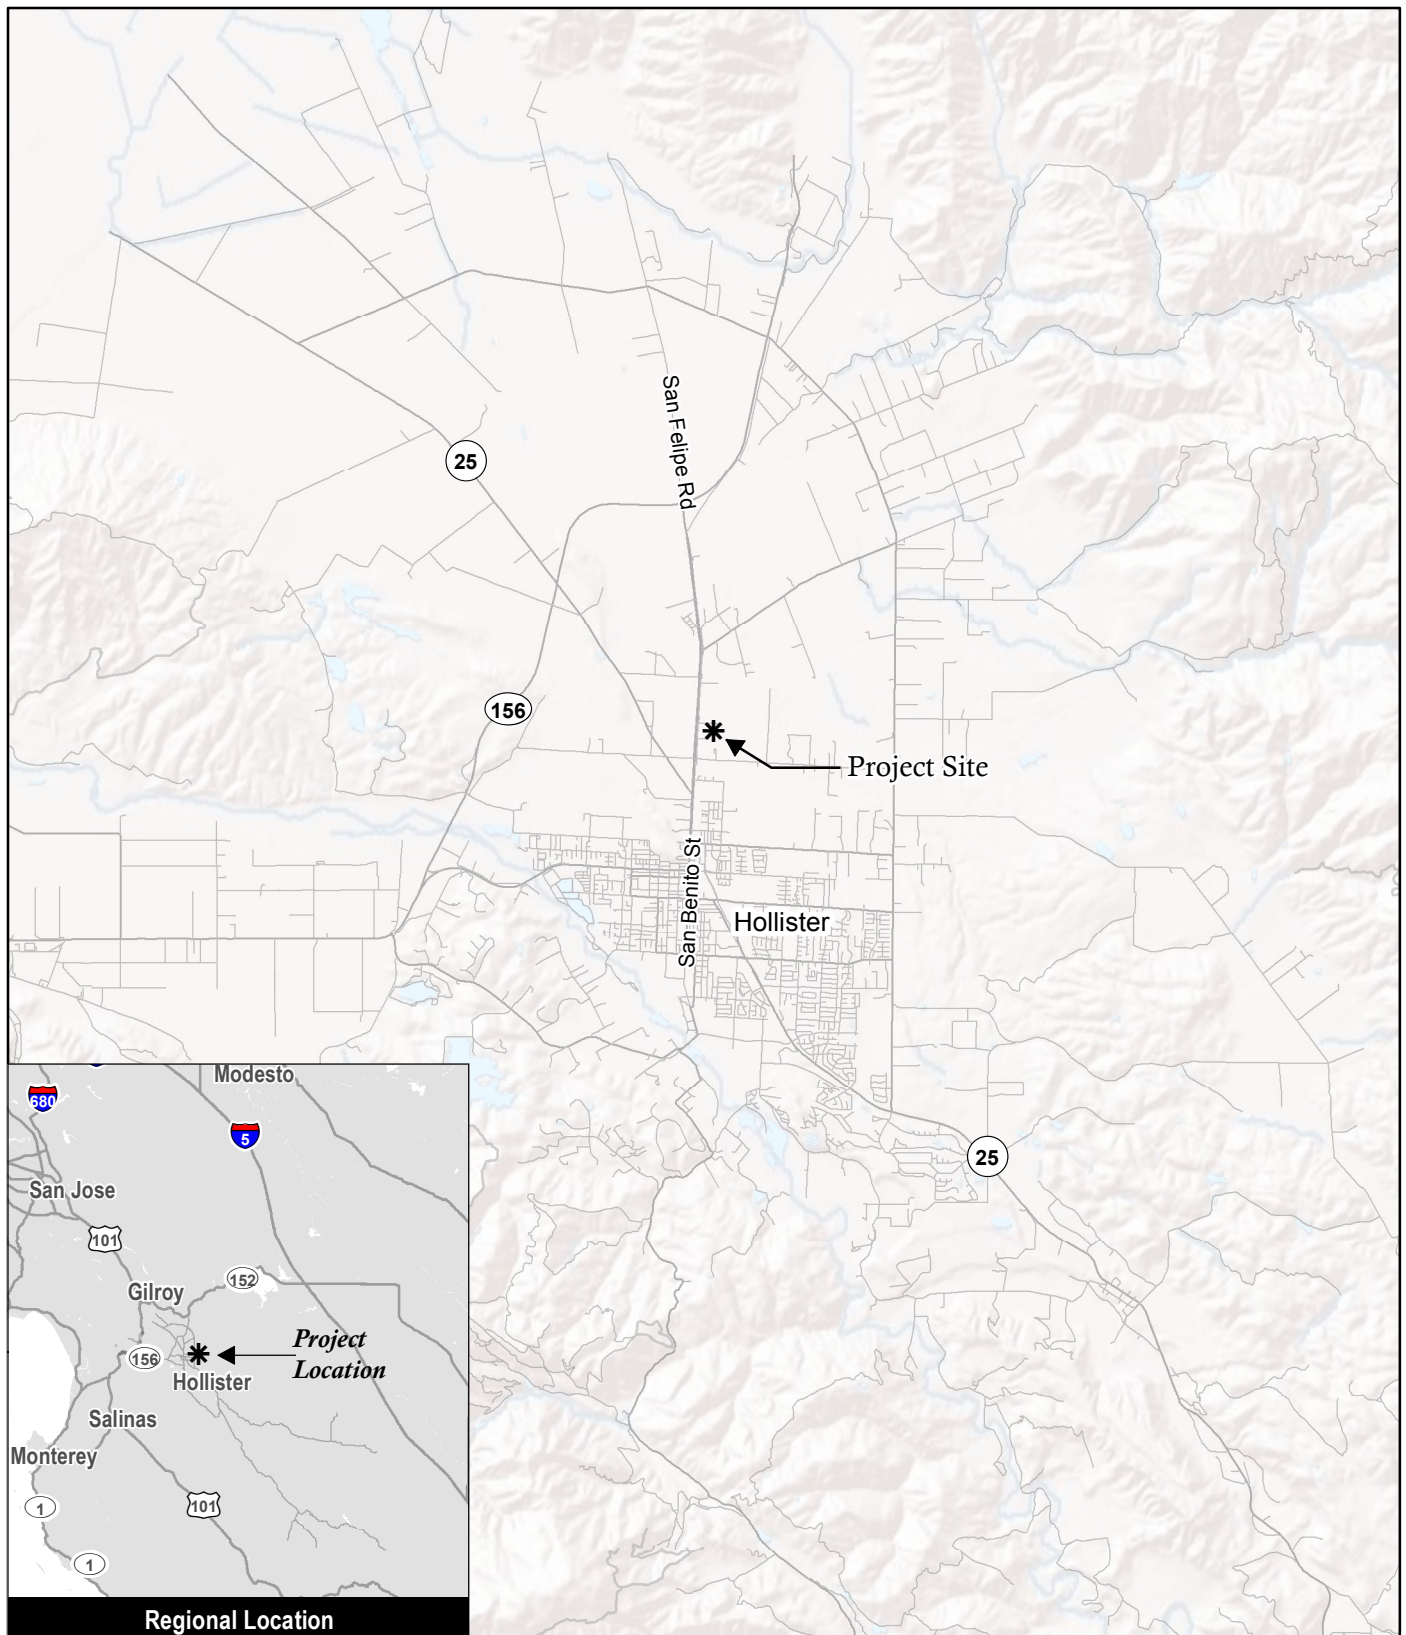 San Felipe Rd
25
156
Project Site
San Benito St
Hollister
25
Modesto
680
5
San Jose
101
152
Gilroy
Project
Location
156
Hollister
Salinas
Monterey
101
1
1
Regional Location